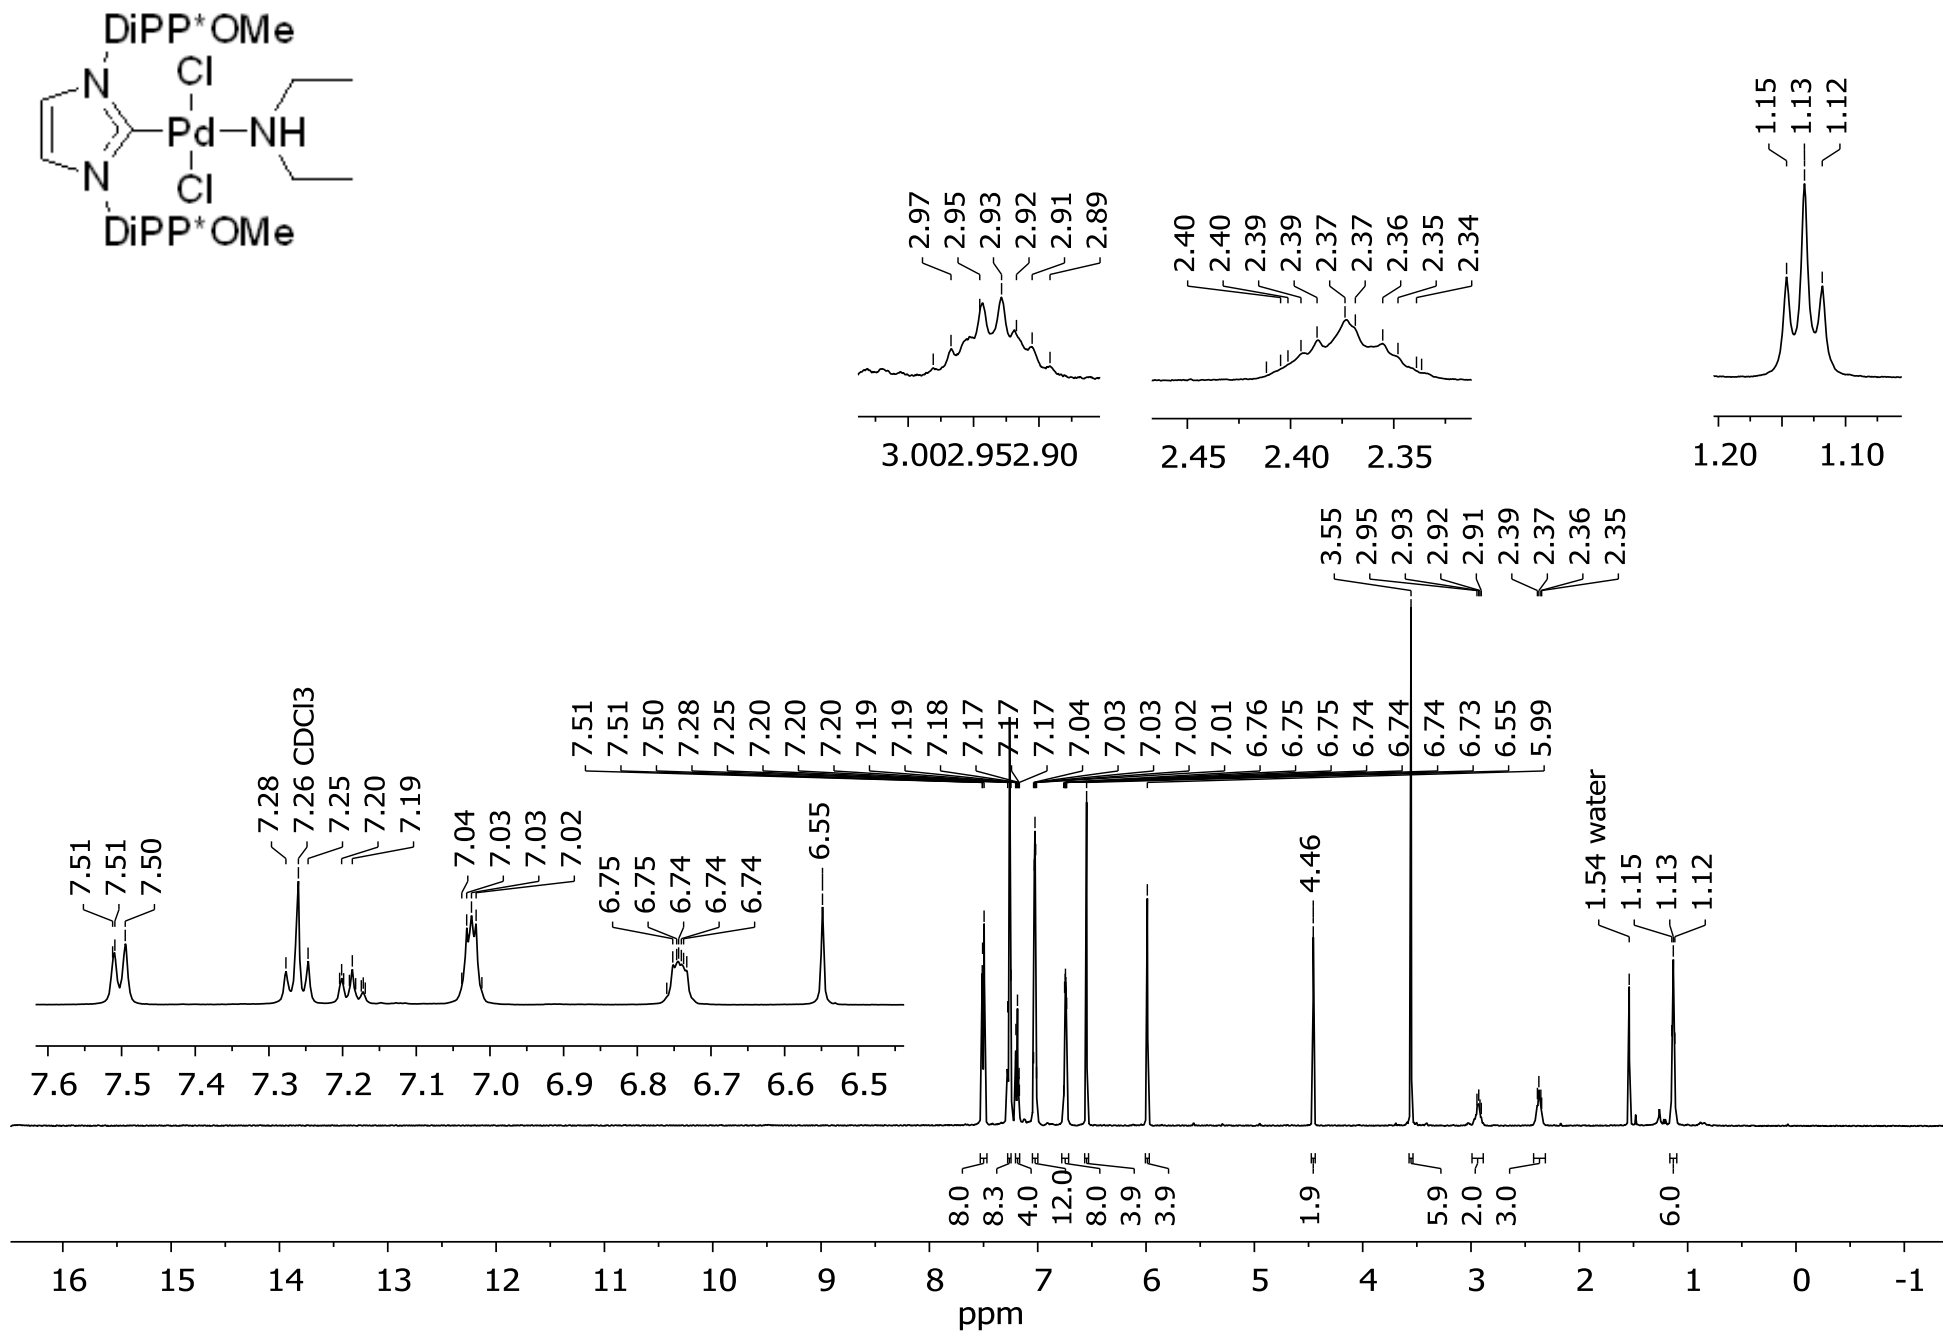 DiPP*OMe
N
Cl
Pd
NH
N
Cl
DiPP*OMe
2.97 2.95 2.93 2.92 2.91 2.89
2.40 2.40 2.39 2.39 2.37 2.37 2.36 2.35 2.34
1.15 1.13 1.12
3.00 2.95 2.90
2.45 2.40 2.35
1.20 1.10
3.55 2.95 2.93 2.92 2.91 2.39 2.37 2.36 2.35
7.51 7.51 7.50 7.28 7.25 7.20 7.20 7.20 7.19 7.19 7.18 7.17 7.17 7.17 7.04 7.03 7.03 7.02 7.01 6.76 6.75 6.75 6.74 6.74 6.74 6.73 6.55 5.99
7.51 7.51 7.50
7.28 7.26 CDCl3 7.25 7.20 7.19
7.04 7.03 7.03 7.02
6.75 6.75 6.74 6.74 6.74
6.55
4.46
1.54 water 1.15 1.13 1.12
7.6 7.5 7.4 7.3 7.2 7.1 7.0 6.9 6.8 6.7 6.6 6.5
8.0 8.3 4.0 12.0 8.0 3.9 3.9 1.9 5.9 2.0 3.0 6.0
16 15 14 13 12 11 10 9 8 7 6 5 4 3 2 1 0 -1
ppm